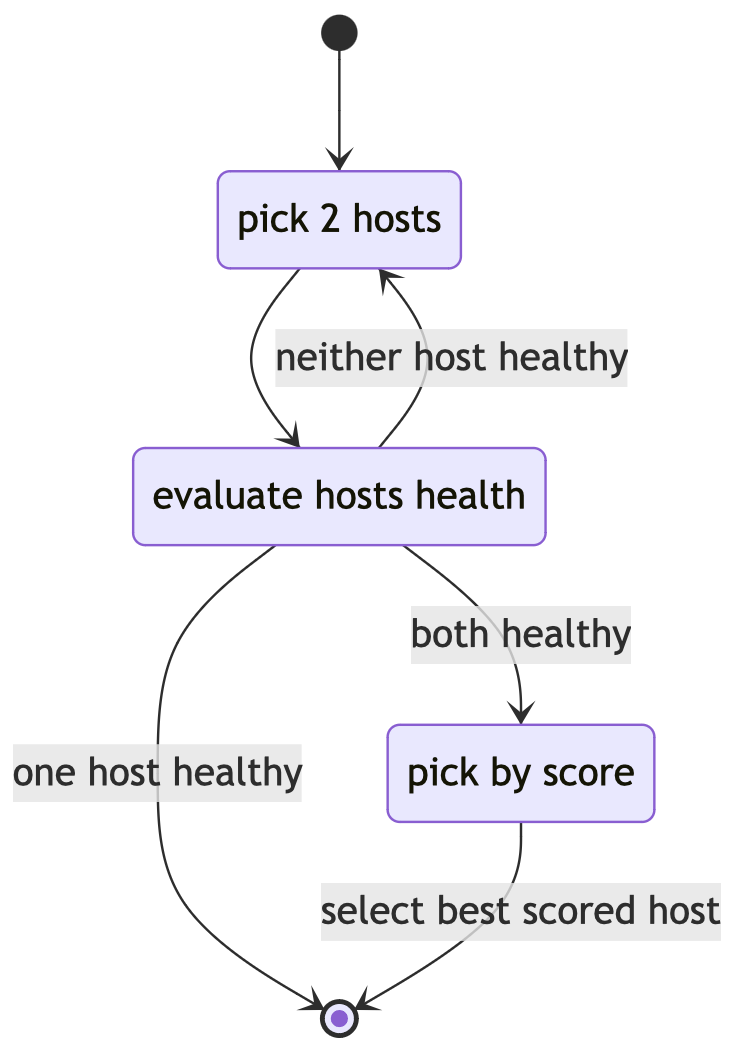 pick 2 hosts
neither host healthy
evaluate hosts health
both healthy
one host healthy
pick by score
select best scored host